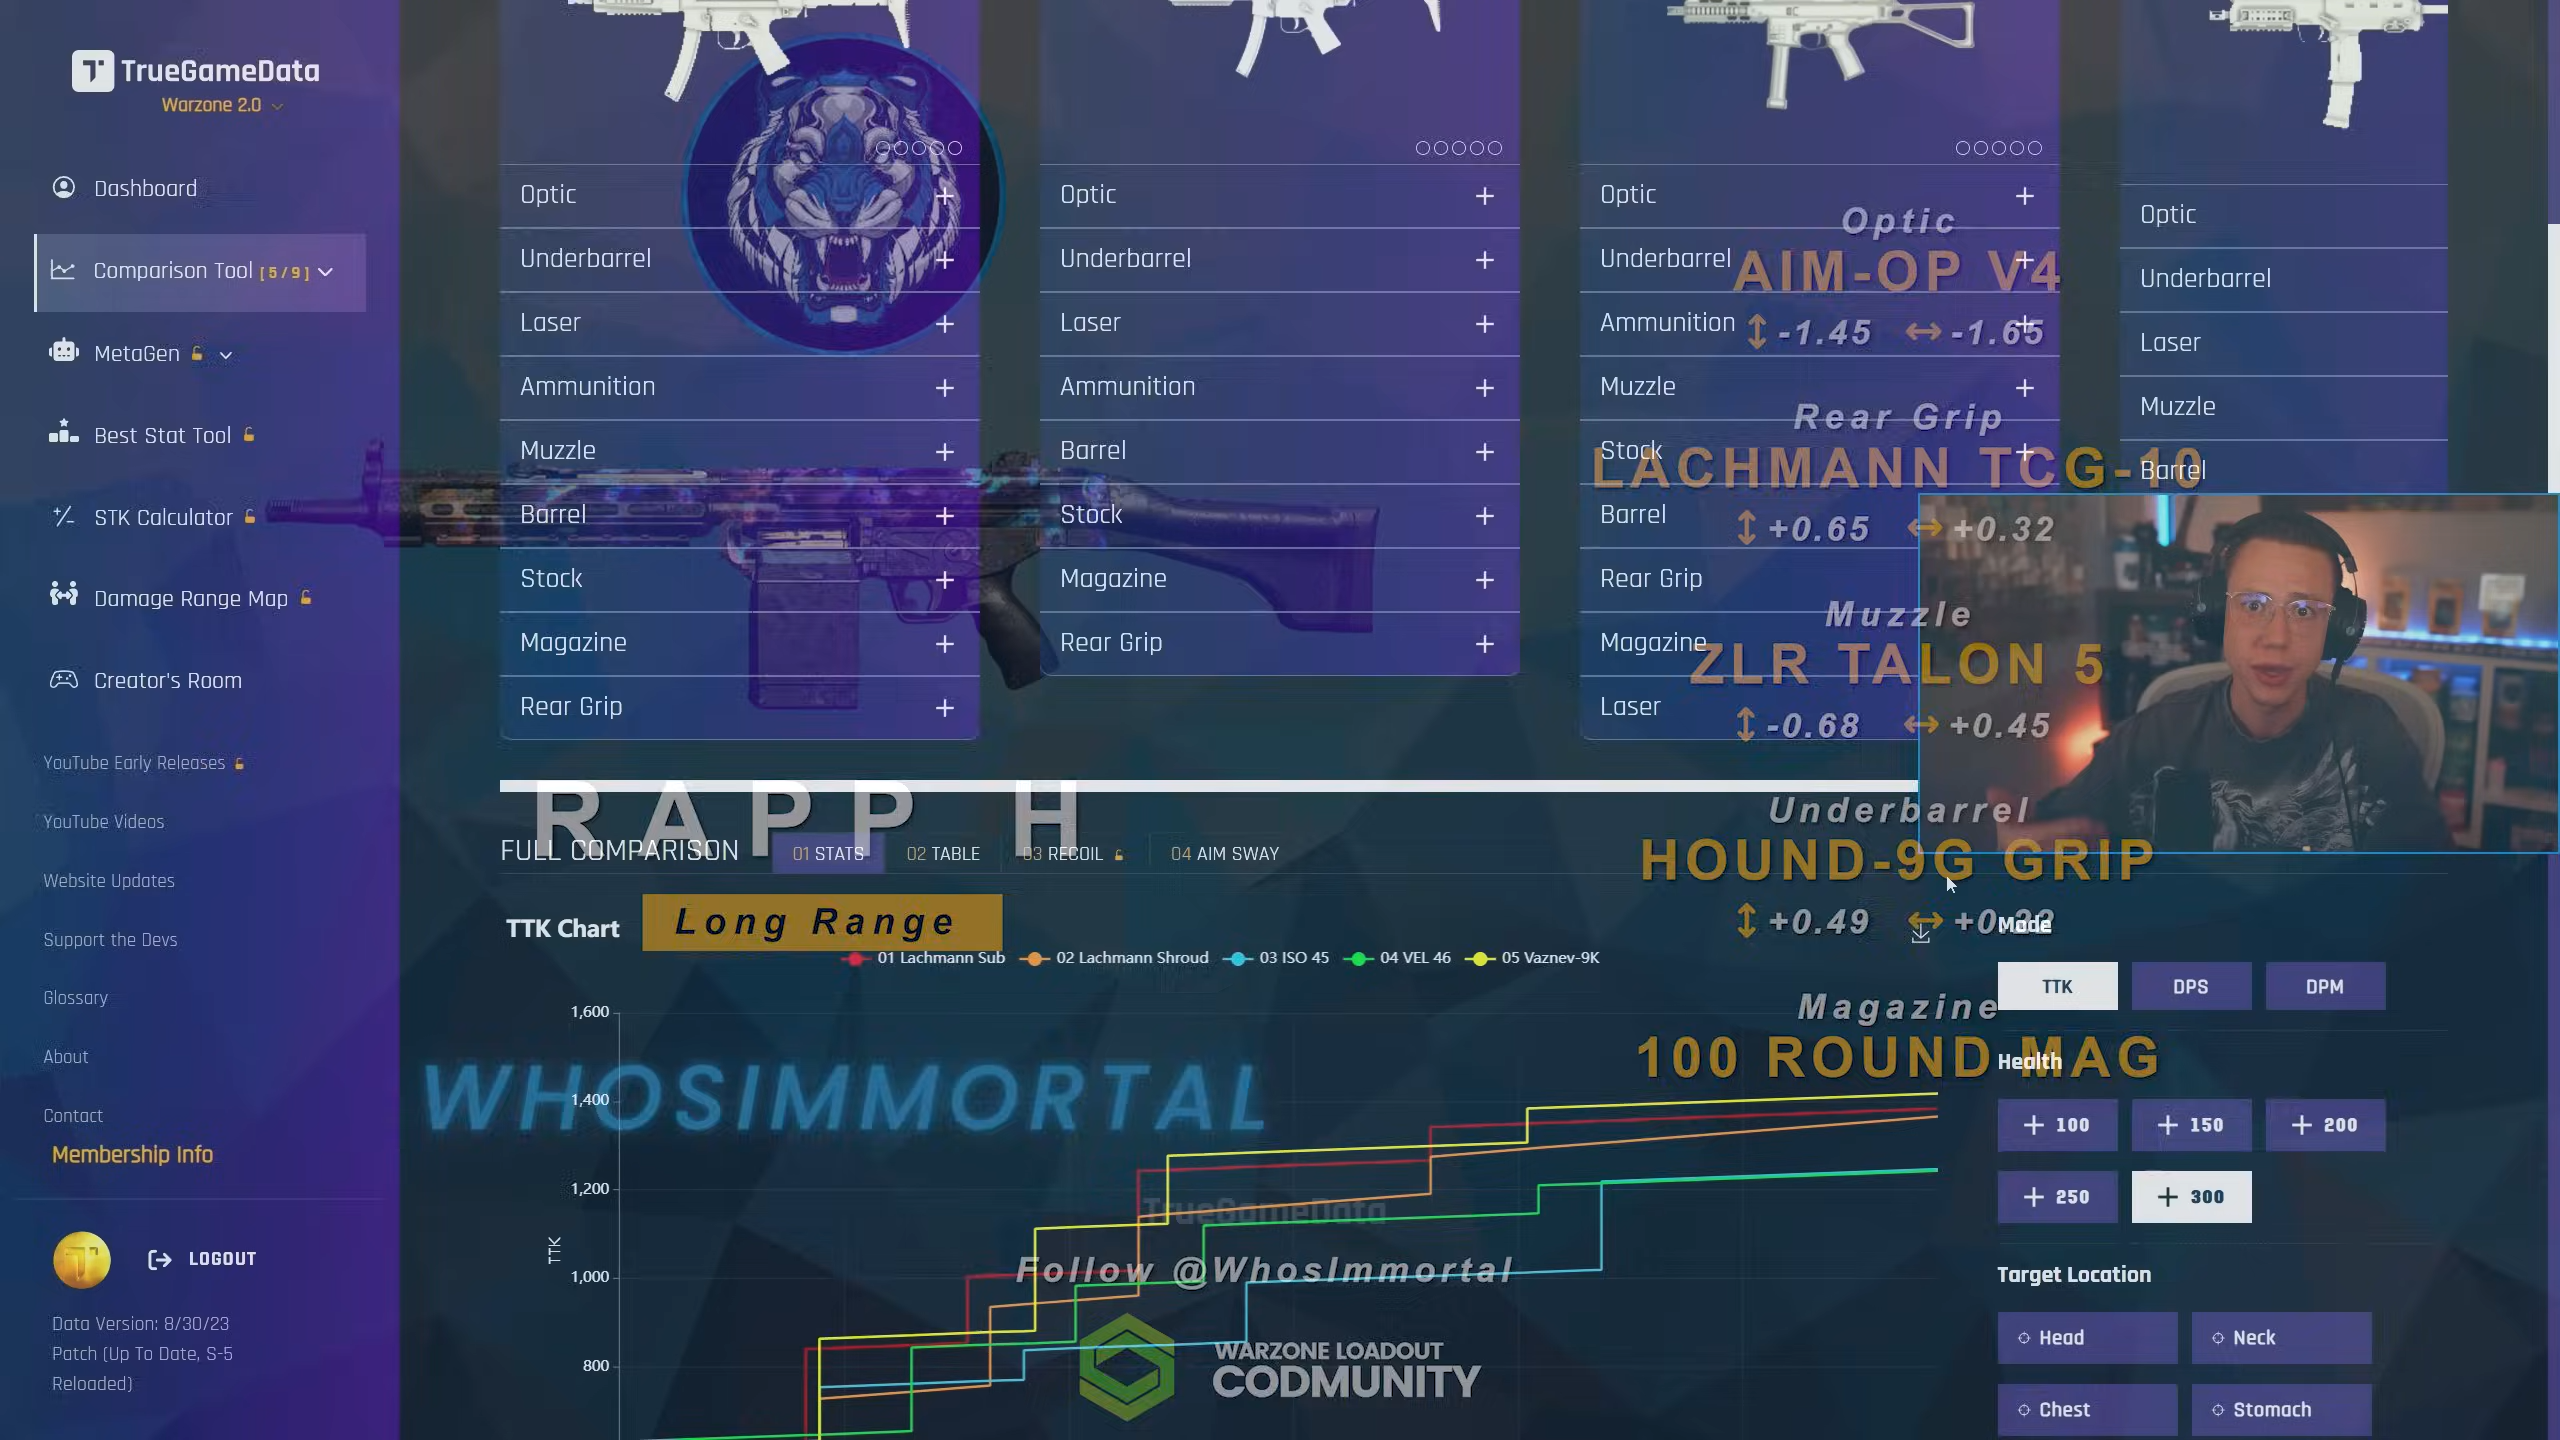 TrueGameData
Warzone 2.0
Dashboard
Comparison Tool [5/9]
MetaGen
Best Stat Tool
STK Calculator
Damage Range Map
Creator's Room
YouTube Early Releases
YouTube Videos
Website Updates
Support the Devs
Glossary
About
Contact
Membership Info
LOGOUT
Data Version: 8/30/23
Patch (Up To Date, S-5
Reloaded)
Optic
Underbarrel
Laser
Ammunition
Muzzle
Barrel
Stock
Magazine
Rear Grip
Optic
Underbarrel
Laser
Ammunition
Barrel
Stock
Magazine
Rear Grip
Optic
Underbarrel
Ammunition
Muzzle
Stock
Barrel
Rear Grip
Magazine
Laser
Optic
Underbarrel
Laser
Muzzle
Barrel
Optic
AIM-OP V4
-1.45 -1.65
Rear Grip
LACHMANN TCG-10
+0.65 +0.32
Muzzle
ZLR TALON 5
-0.68 +0.45
Underbarrel
HOUND-9G GRIP
+0.49
Magazine
100 ROUND MAG
RAPP H
Long Range
FULL COMPARISON
01 STATS
02 TABLE
03 RECOIL
04 AIM SWAY
TTK Chart
01 Lachmann Sub
02 Lachmann Shroud
03 ISO 45
04 VEL 46
05 Vaznev-9K
1,600
1,400
1,200
1,000
800
TTK
TrueGameData
WHOSIMMORTAL
Follow @WhosImmortal
WARZONE LOADOUT
CODMUNITY
Mode
TTK
DPS
DPM
Health
100
150
200
250
300
Target Location
Head
Neck
Chest
Stomach